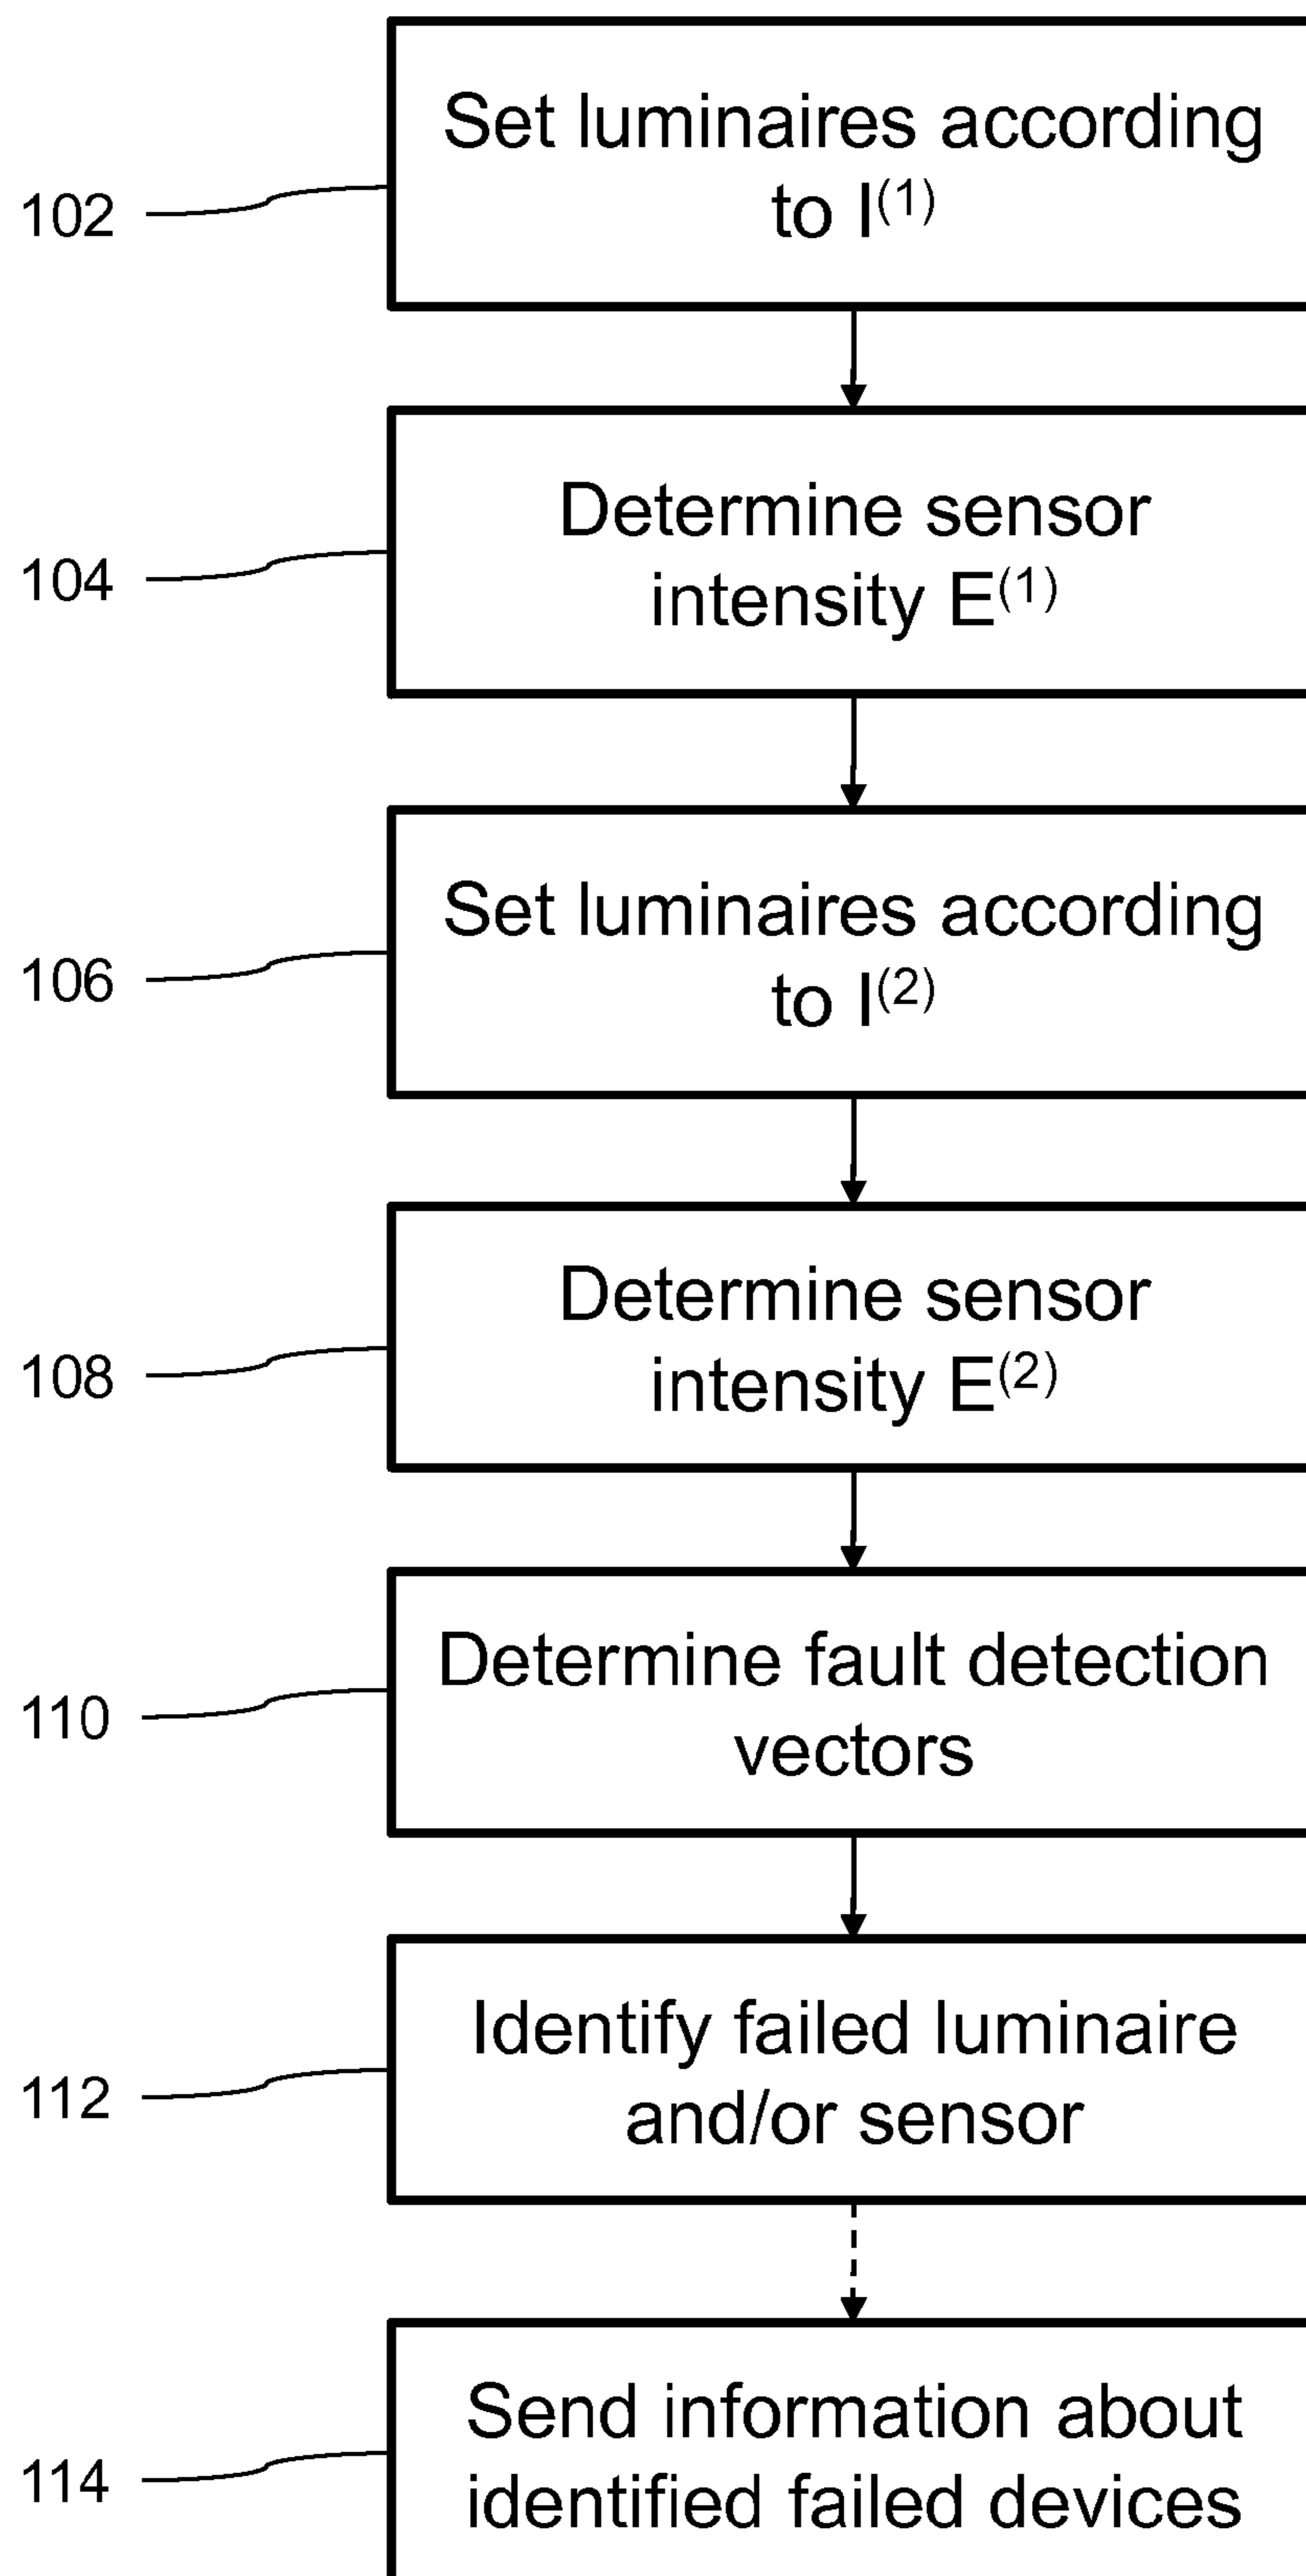 102
Set luminaires according
to I⁽¹⁾
104
Determine sensor
intensity E⁽¹⁾
106
Set luminaires according
to I⁽²⁾
108
Determine sensor
intensity E⁽²⁾
110
Determine fault detection
vectors
112
Identify failed luminaire
and/or sensor
114
Send information about
identified failed devices